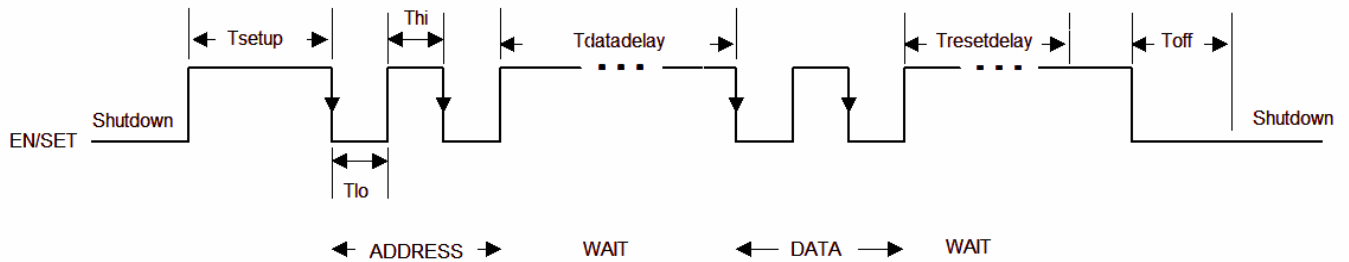 Thi
Tsetup
Tdatadelay
Tresetdelay
Toff
Shutdown
Shutdown
EN/SET
Tlo
ADDRESS
WAIT
DATA
WAIT